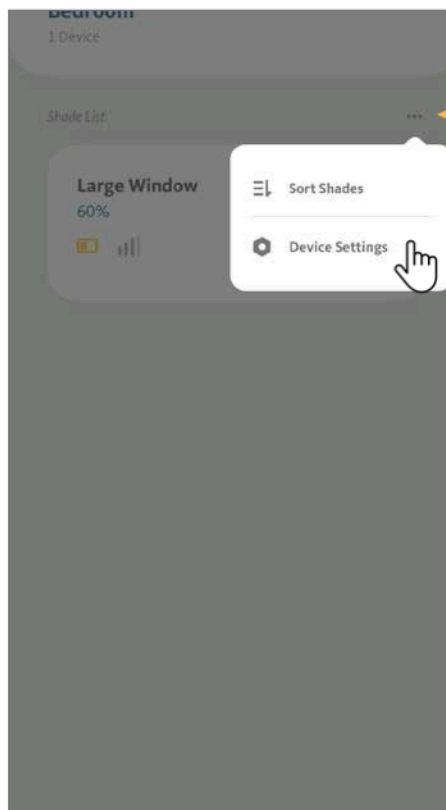 Bedroom
1 Device
Shade List
Large Window
60%
Sort Shades
Device Settings